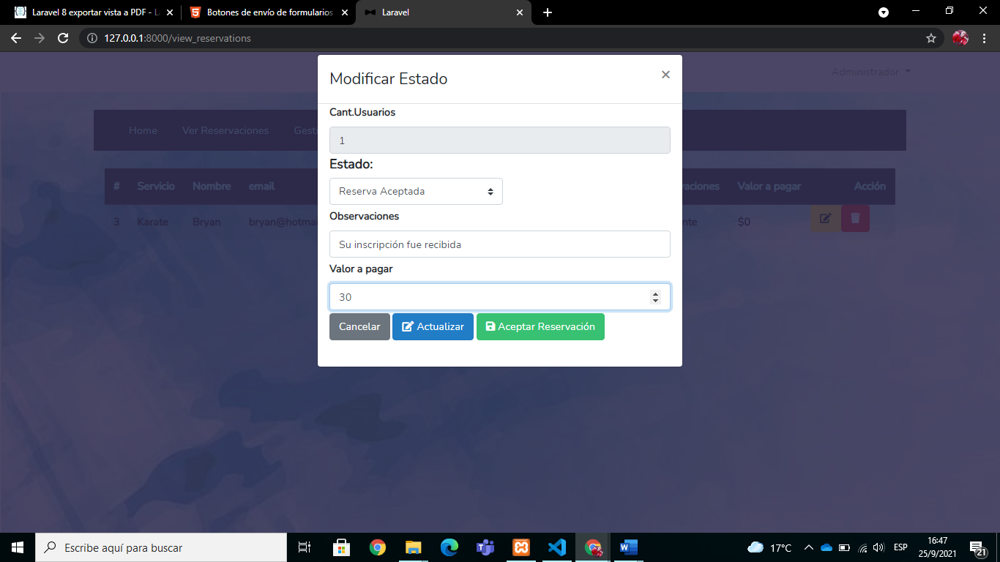 Laravel 8 exportar vista a PDF - La
Botones de envío de formularios
Laravel
127.0.0.1:8000/view_reservations
Administrador
Modificar Estado
×
Home Ver Reservaciones Gest
Cant.Usuarios
1
Estado:
# Servicio Nombre email vaciones Valor a pagar Acción
Reserva Aceptada
3 Karate Bryan bryan@hotmai nte $0
Observaciones
Su inscripción fue recibida
Valor a pagar
30
Cancelar Actualizar Aceptar Reservación
Escribe aquí para buscar
17°C
ESP
16:47
25/9/2021
21